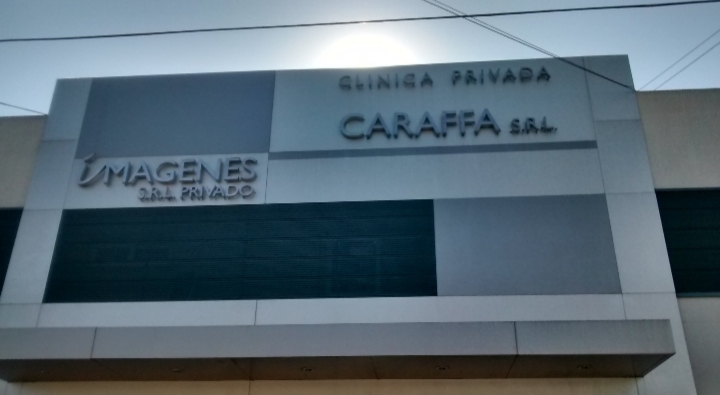 CLINICA PRIVADA
CARAFFA S.R.L.
iMAGENES
S.R.L. PRIVADO